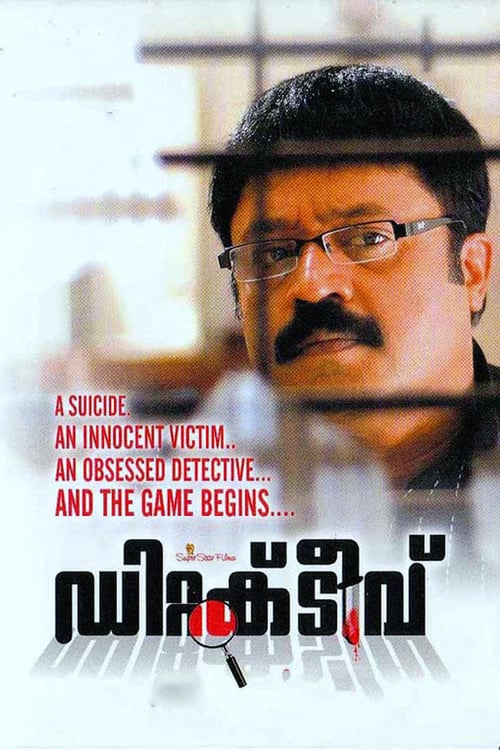 A SUICIDE.
AN INNOCENT VICTIM..
AN OBSESSED DETECTIVE...
AND THE GAME BEGINS....
Super Star Films
ഡിറ്റക്ടീവ്